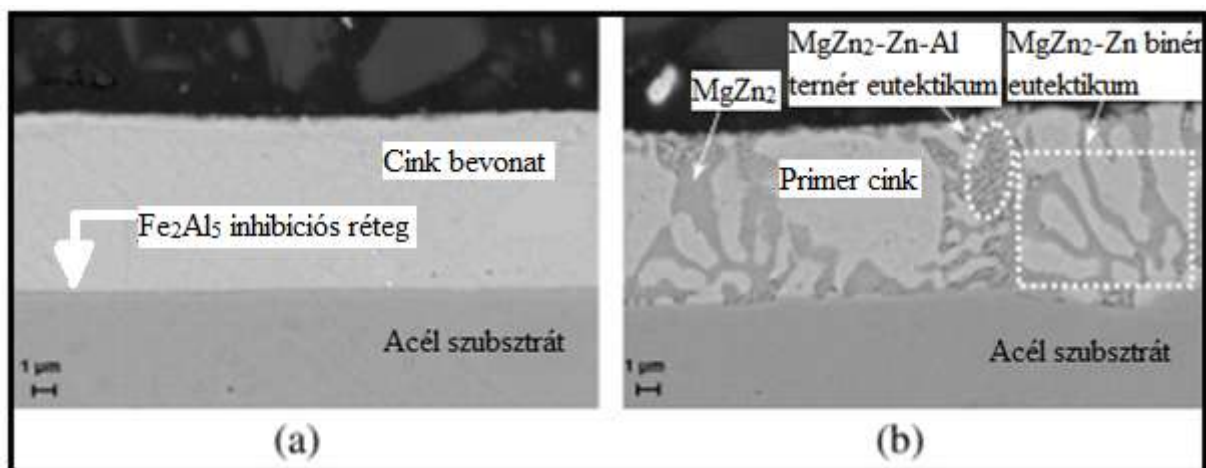 Cink bevonat
Fe2Al5 inhibíciós réteg
Acél szubsztrát
1 µm
(a)
MgZn2-Zn-Al
ternér eutektikum
MgZn2-Zn binér
eutektikum
MgZn2
Primer cink
Acél szubsztrát
1 µm
(b)